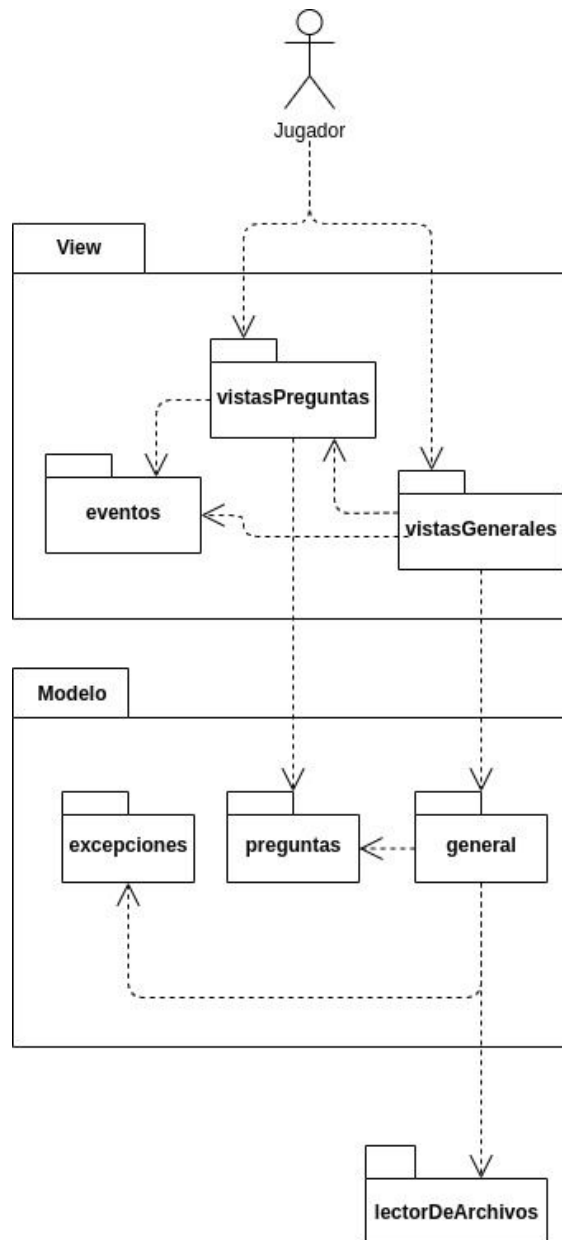 Jugador
View
vistasPreguntas
eventos
vistasGenerales
Modelo
excepciones
preguntas
general
lectorDeArchivos